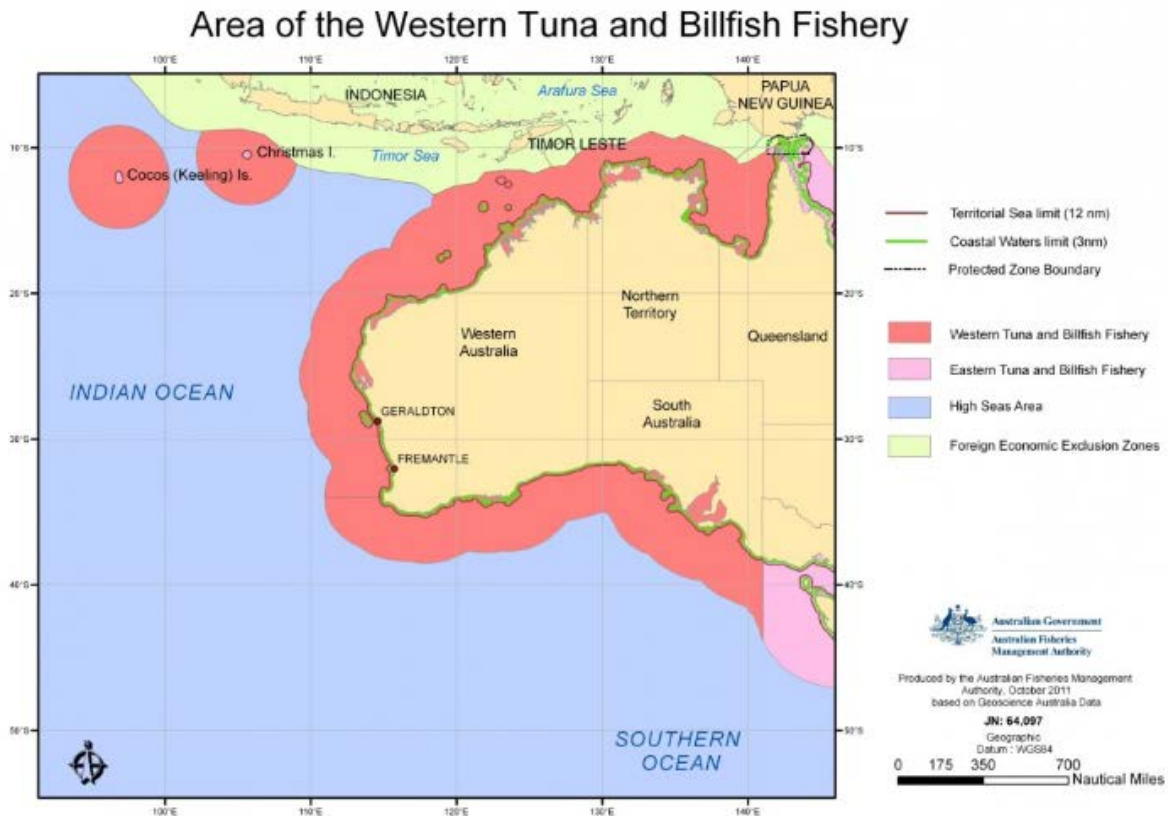 Area of the Western Tuna and Billfish Fishery
100°E
110°E
120°E
130°E
140°E
INDONESIA
Arafura Sea
PAPUA
NEW GUINEA
10°S
Christmas I.
Timor Sea
TIMOR LESTE
10°S
Cocos (Keeling) Is.
Territorial Sea limit (12 nm)
Coastal Waters limit (3nm)
Protected Zone Boundary
20°S
20°S
Northern
Territory
Western
Australia
Queensland
Western Tuna and Billfish Fishery
Eastern Tuna and Billfish Fishery
INDIAN OCEAN
High Seas Area
GERALDTON
South
Australia
Foreign Economic Exclusion Zones
30°S
30°S
FREMANTLE
40°S
40°S
Australian Government
Australian Fisheries
Management Authority
Produced by the Australian Fisheries Management
Authority, October 2011
based on Geoscience Australia Data
JN: 64,097
Geographic
Datum : WGS84
50°S
50°S
SOUTHERN
OCEAN
0 175 350 700
Nautical Miles
100°E
110°E
120°E
130°E
140°E